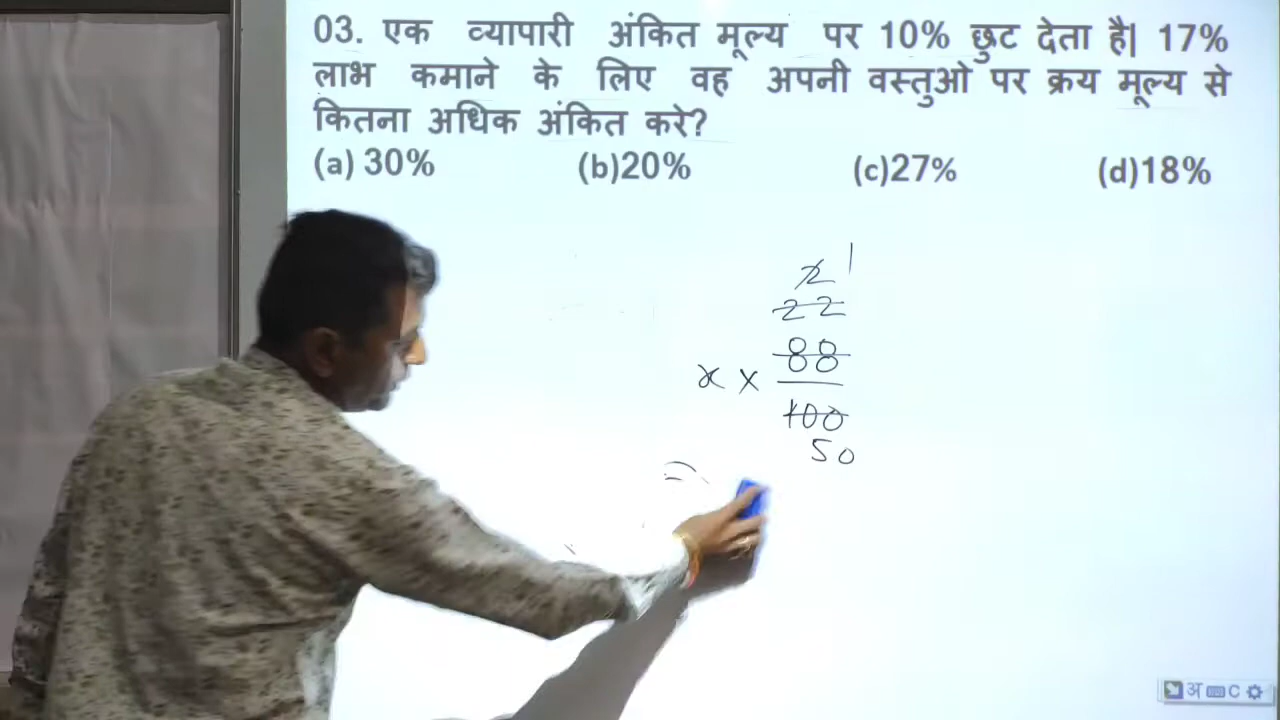 03. एक व्यापारी अंकित मूल्य पर 10% छुट देता है| 17%
लाभ कमाने के लिए वह अपनी वस्तुओ पर क्रय मूल्य से
कितना अधिक अंकित करे?
(a) 30% (b)20% (c)27% (d)18%
1
22
88
x ×
100
50
अ C